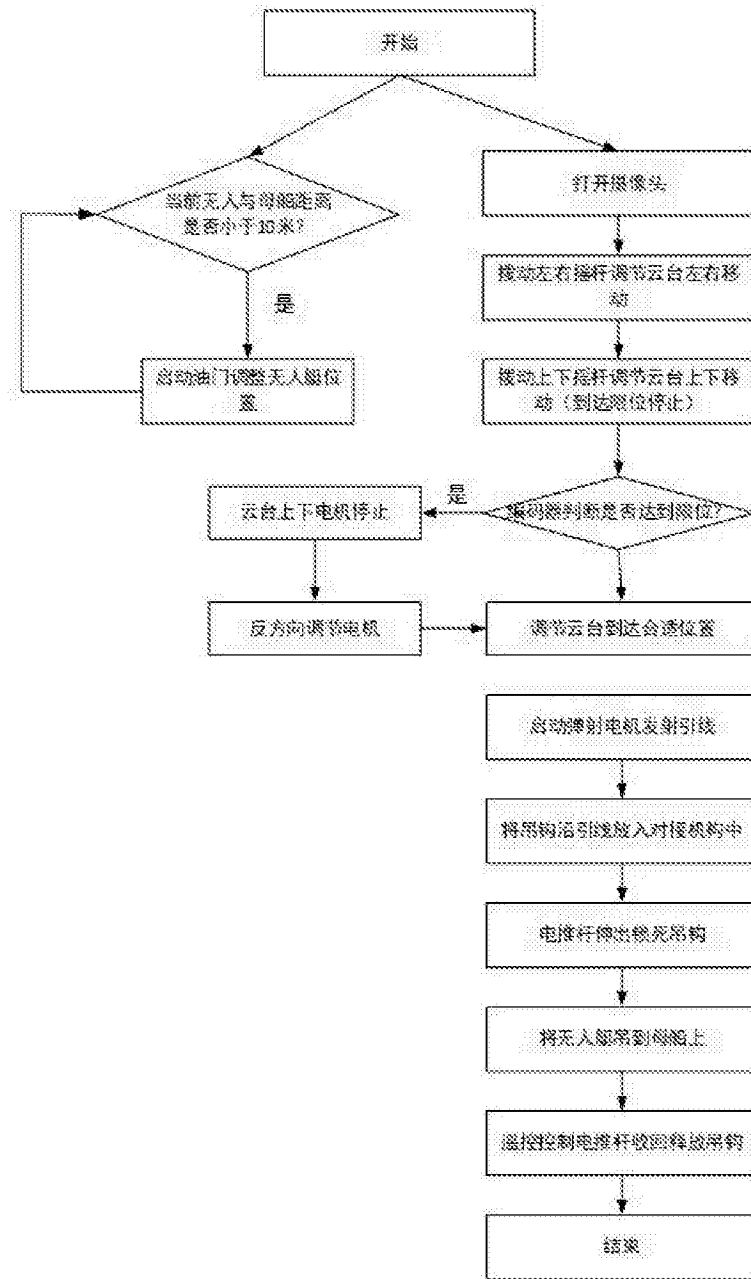 开始
当前无人与母船距离
是否小于10米?
是
启动油门调整无人艇位
置
打开摄像头
拨动左右摇杆调节云台左右移
动
拨动上下摇杆调节云台上下移
动（到达限位停止）
编码器判断是否达到限位?
是
云台上下电机停止
反方向调节电机
调节云台到达合适位置
启动弹射电机发射引线
将吊钩沿引线放入对接机构中
电推杆伸出锁死吊钩
将无人艇吊到母船上
遥控控制电推杆收回释放吊钩
结束